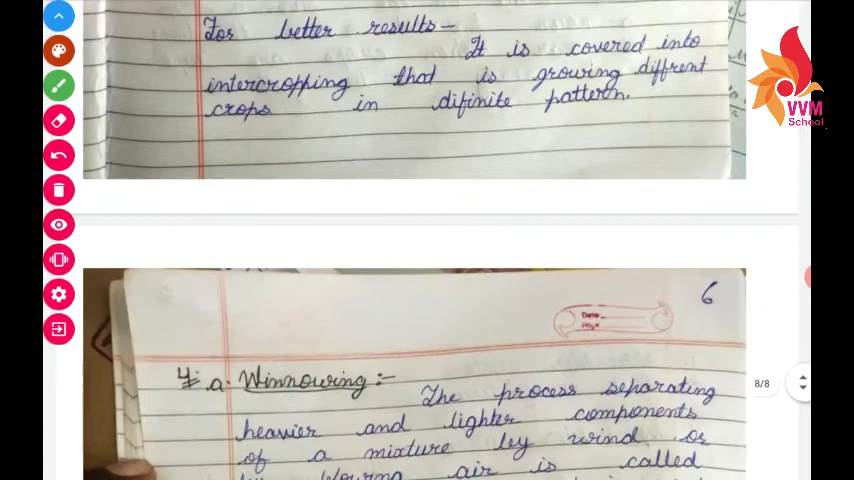 For better results -
It is covered into
intercropping that is growing diffrent
crops in difinite pattern.
VVM
School
6
Date
Page
4. a. Winnowing :-
The process separating
heavier and lighter components
of a mixture by wind or
blowing air is called
8/8